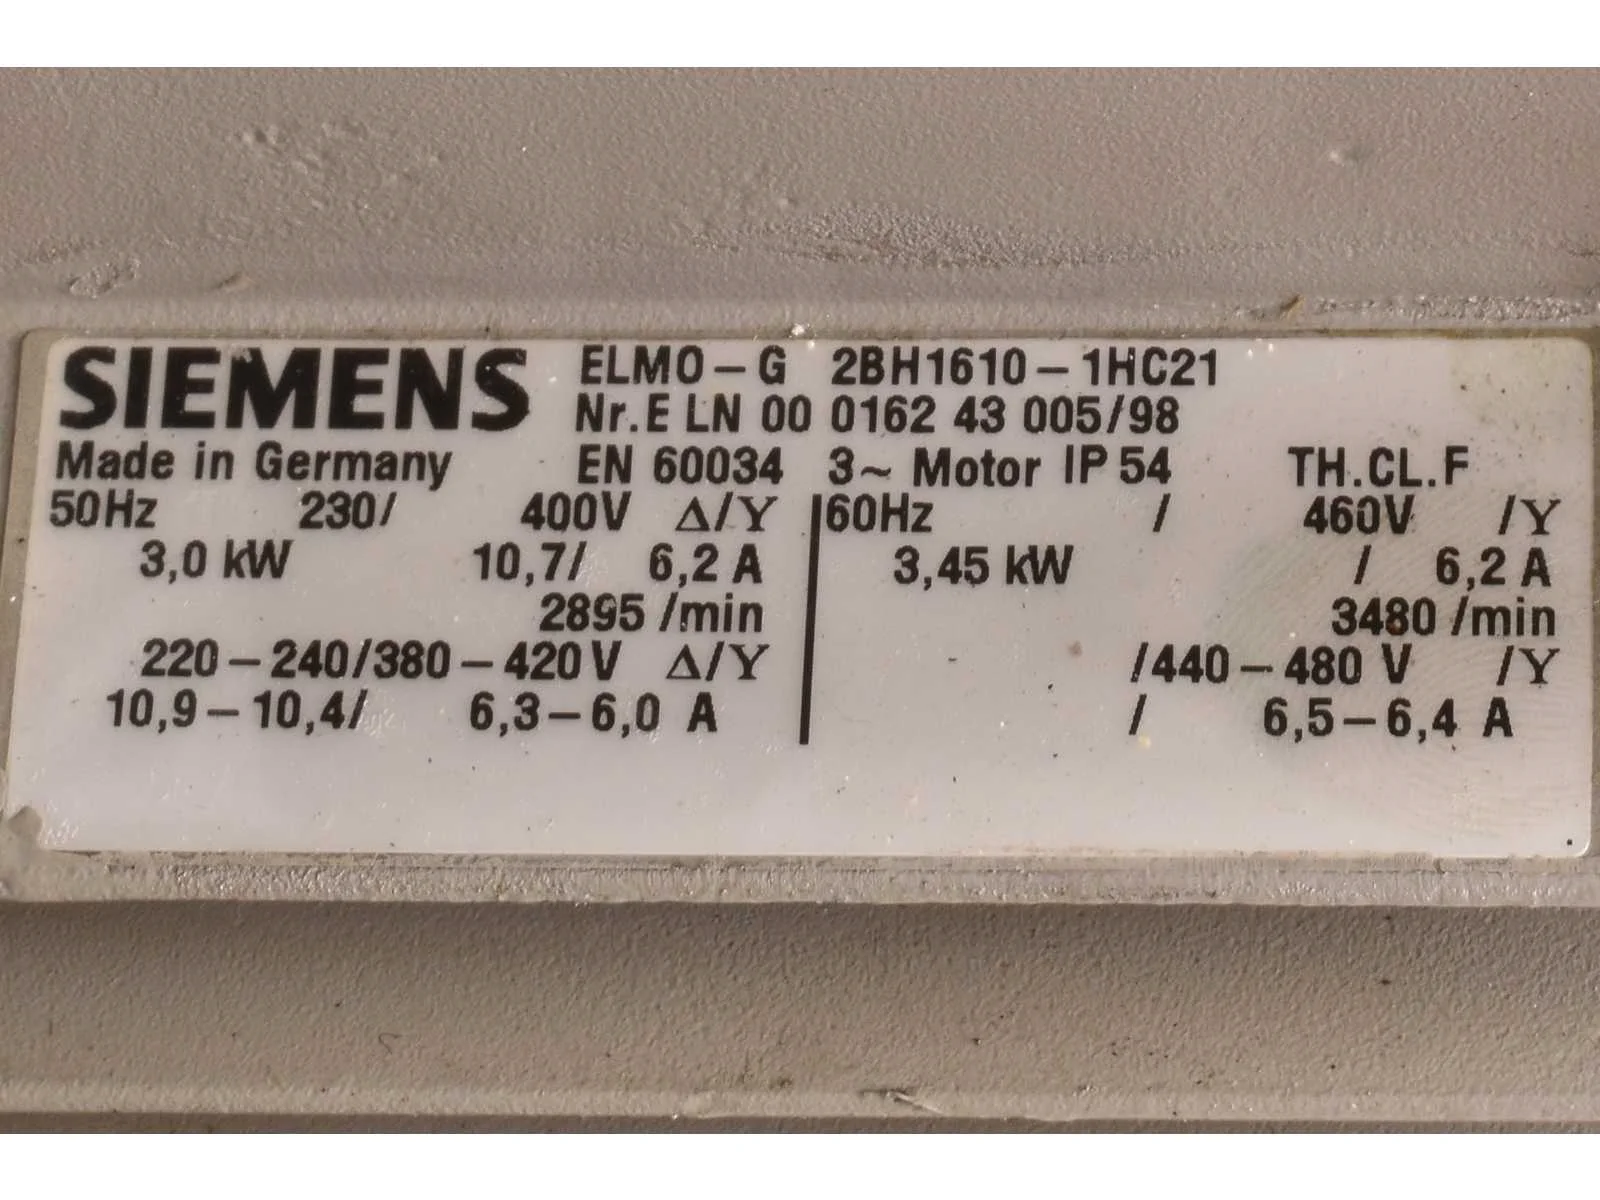 SIEMENS ELMO-G 2BH1610-1HC21
Nr.E LN 00 0162 43 005/98
Made in Germany EN 60034 3~ Motor IP 54 TH.CL.F
50Hz 230/ 400V Δ/Y 60Hz / 460V /Y
3,0 kW 10,7/ 6,2 A 3,45 kW / 6,2 A
2895 /min 3480 /min
220-240/380-420 V Δ/Y /440-480 V /Y
10,9-10,4/ 6,3-6,0 A / 6,5-6,4 A